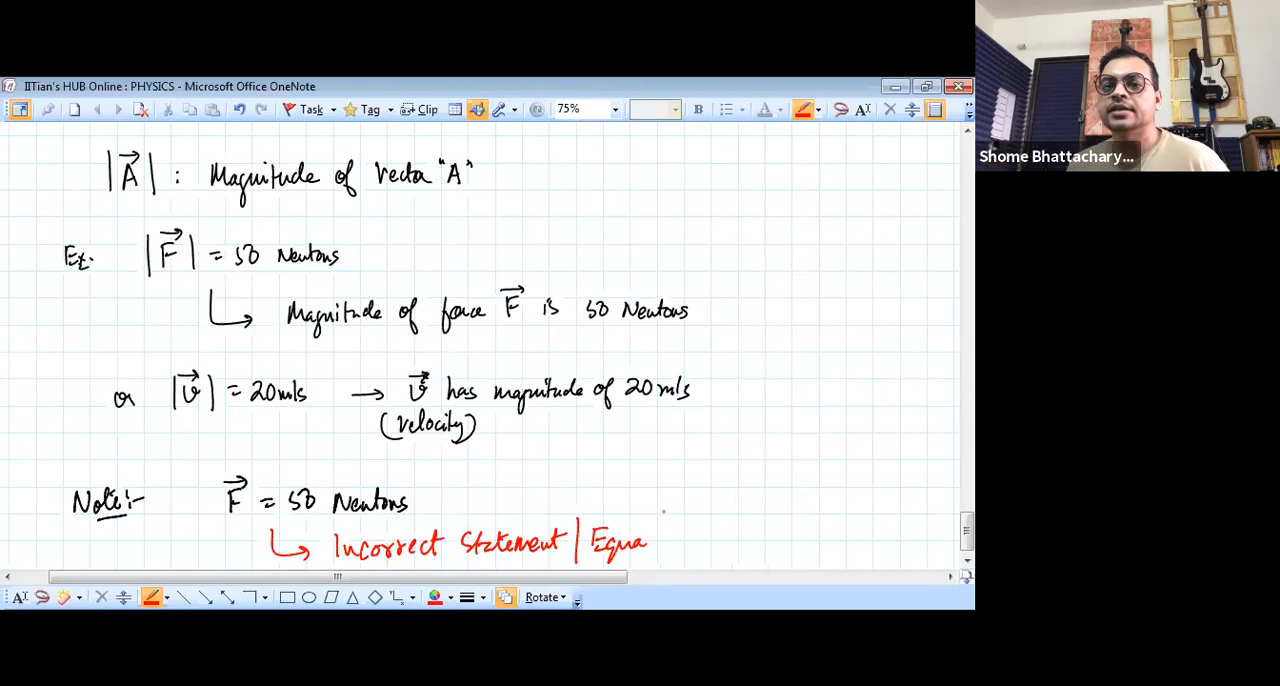 IITian's HUB Online : PHYSICS - Microsoft Office OneNote
Task Tag Clip 75% B A
|A⃗| : Magnitude of Vector "A"
Ex. |F⃗| = 50 Newtons
Magnitude of force F⃗ is 50 Newtons
or |v⃗| = 20 m/s → v⃗ has magnitude of 20 m/s
(velocity)
Note:- F⃗ = 50 Newtons
Incorrect Statement | Equa
Rotate
Shome Bhattachary...